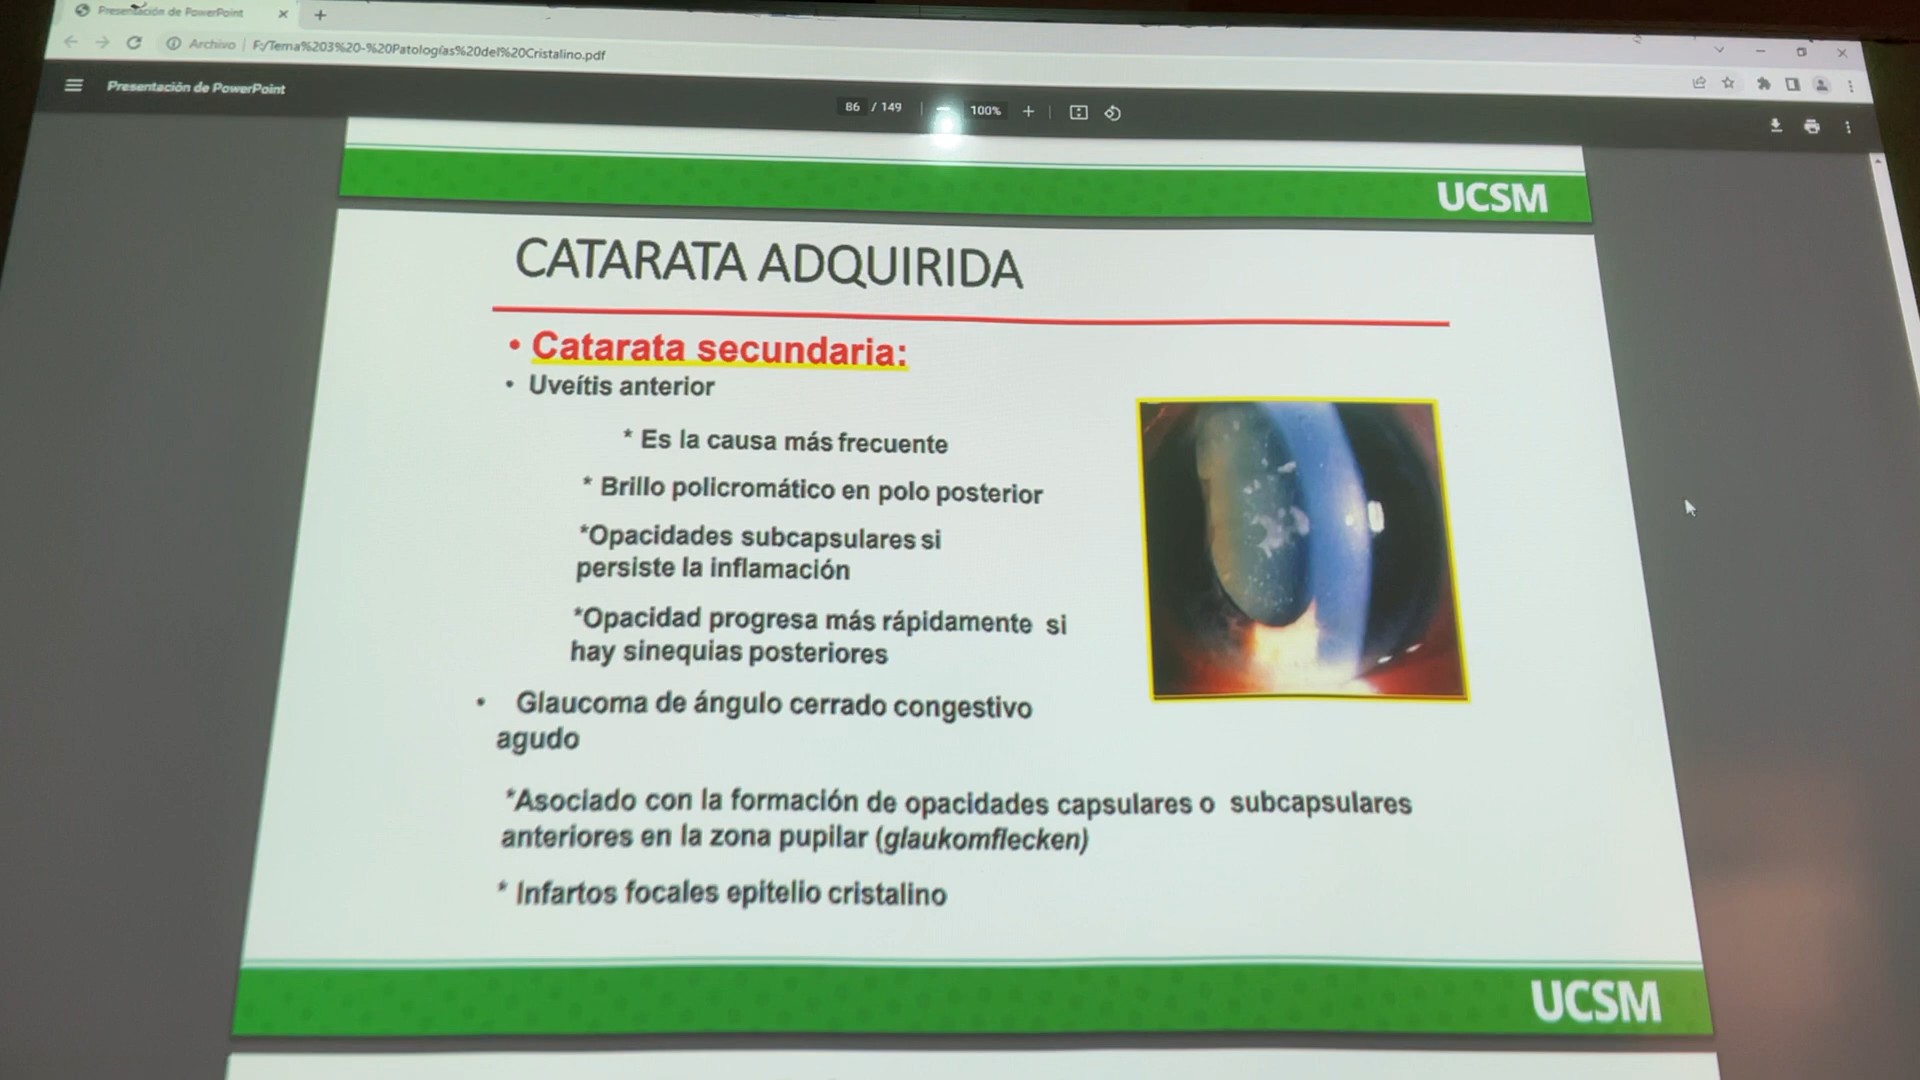 Presentación de PowerPoint
Archivo
F:/Tema%203%20-%20Patologías%20del%20Cristalino.pdf
Presentación de PowerPoint
86 / 149
100%
UCSM
CATARATA ADQUIRIDA
• Catarata secundaria:
• Uveítis anterior
* Es la causa más frecuente
* Brillo policromático en polo posterior
*Opacidades subcapsulares si
persiste la inflamación
*Opacidad progresa más rápidamente si
hay sinequias posteriores
• Glaucoma de ángulo cerrado congestivo
agudo
*Asociado con la formación de opacidades capsulares o subcapsulares
anteriores en la zona pupilar (glaukomflecken)
* Infartos focales epitelio cristalino
UCSM